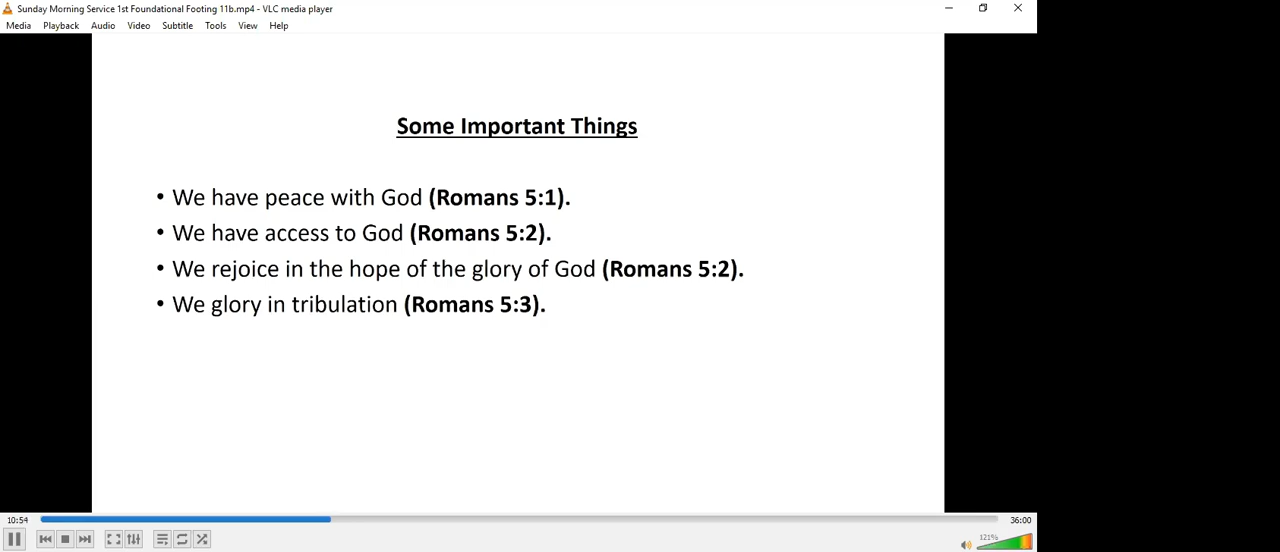 Sunday Morning Service 1st Foundational Footing 11b.mp4 - VLC media player
Media Playback Audio Video Subtitle Tools View Help
Some Important Things
• We have peace with God (Romans 5:1).
• We have access to God (Romans 5:2).
• We rejoice in the hope of the glory of God (Romans 5:2).
• We glory in tribulation (Romans 5:3).
10:54 36:00
121%